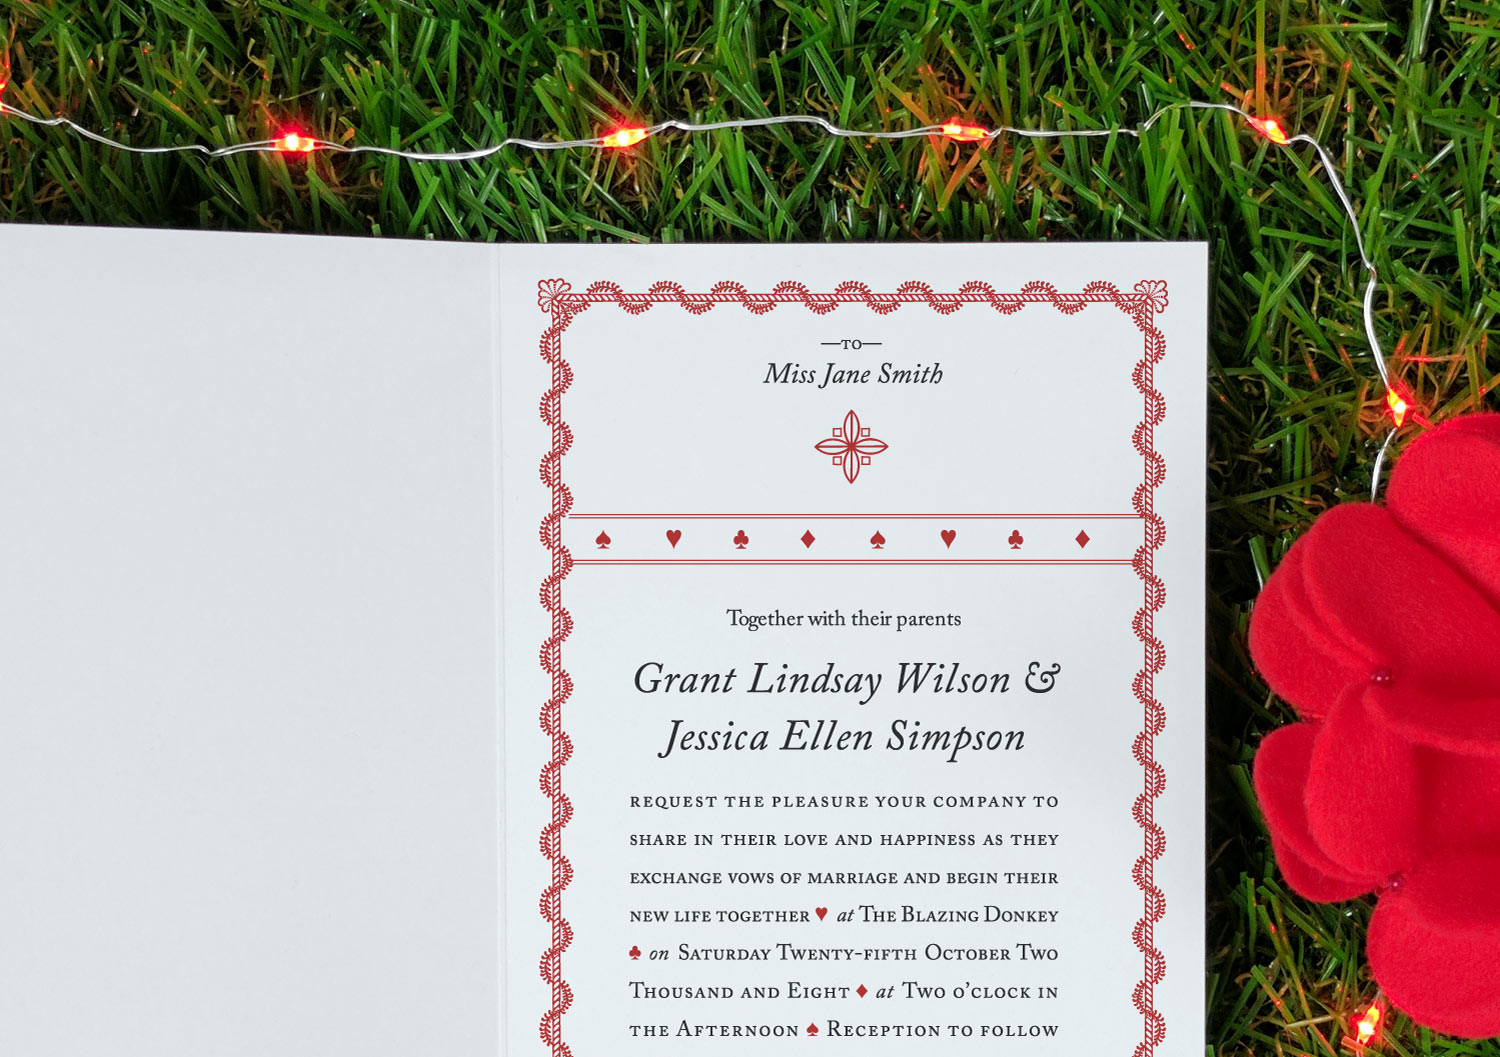 —TO—
Miss Jane Smith
♠ ♥ ♣ ♦ ♠ ♥ ♣ ♦
Together with their parents
Grant Lindsay Wilson &
Jessica Ellen Simpson
REQUEST THE PLEASURE YOUR COMPANY TO
SHARE IN THEIR LOVE AND HAPPINESS AS THEY
EXCHANGE VOWS OF MARRIAGE AND BEGIN THEIR
NEW LIFE TOGETHER ♥ at THE BLAZING DONKEY
♣ on SATURDAY TWENTY-FIFTH OCTOBER TWO
THOUSAND AND EIGHT ♦ at TWO O’CLOCK IN
THE AFTERNOON ♠ RECEPTION TO FOLLOW